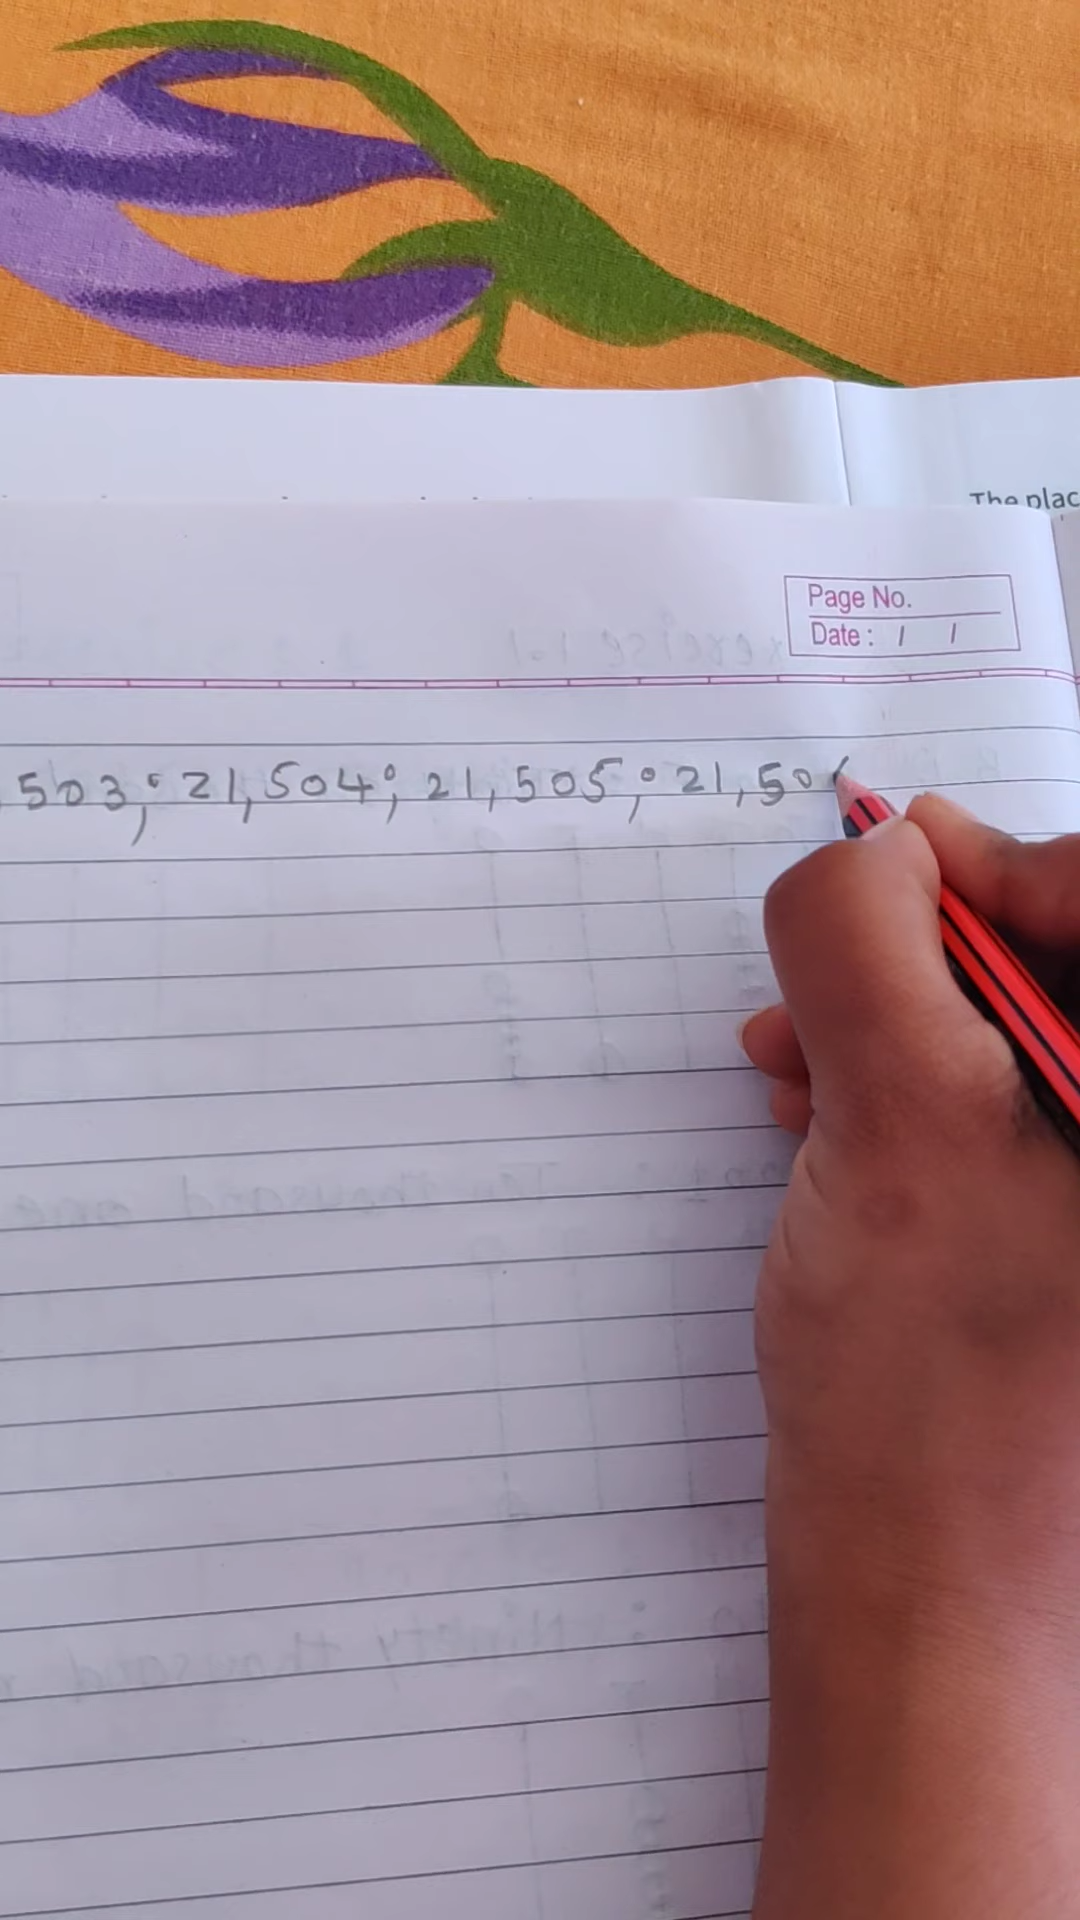 The plac
Page No.
Date : / /
503; 21,504; 21,505; 21,50